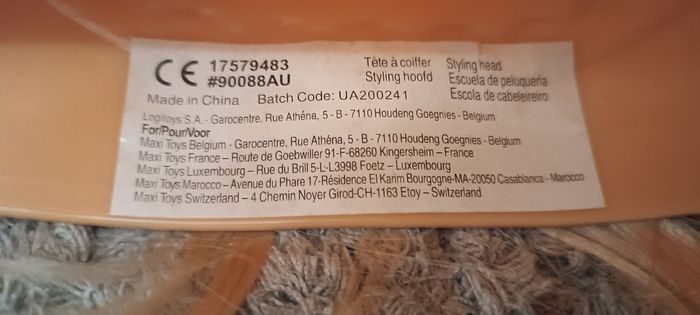 CE 17579483
#90088AU
Tête à coiffer Styling head
Styling hoofd Escuela de peluqueria
Escola de cabeleireiro
Made in China Batch Code: UA200241
Logitoys S.A. - Garocentre, Rue Athéna, 5 - B - 7110 Houdeng Goegnies - Belgium
For/Pour/Voor
Maxi Toys Belgium - Garocentre, Rue Athéna, 5 - B - 7110 Houdeng Goegnies - Belgium
Maxi Toys France – Route de Goebwiller 91-F-68260 Kingersheim – France
Maxi Toys Luxembourg – Rue du Brill 5-L-L3998 Foetz – Luxembourg
Maxi Toys Marocco – Avenue du Phare 17-Résidence El Karim Bourgogne-MA-20050 Casablanca - Marocco
Maxi Toys Switzerland – 4 Chemin Noyer Girod-CH-1163 Etoy – Switzerland